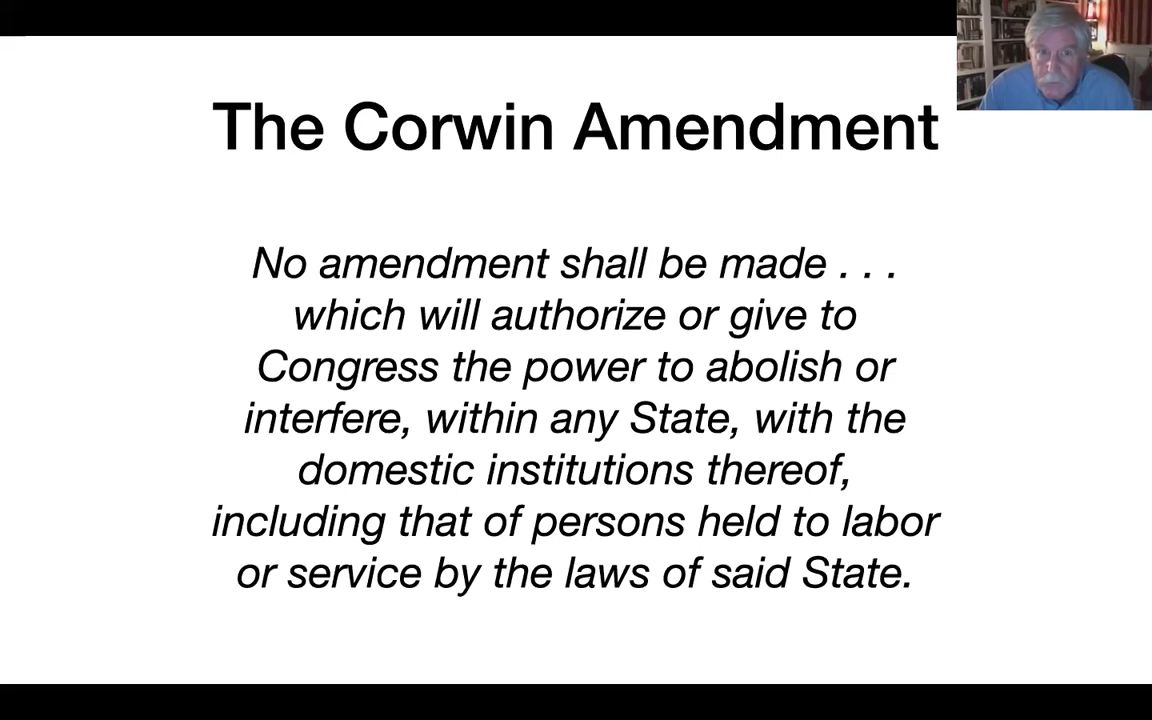 The Corwin Amendment
No amendment shall be made . . .
which will authorize or give to
Congress the power to abolish or
interfere, within any State, with the
domestic institutions thereof,
including that of persons held to labor
or service by the laws of said State.